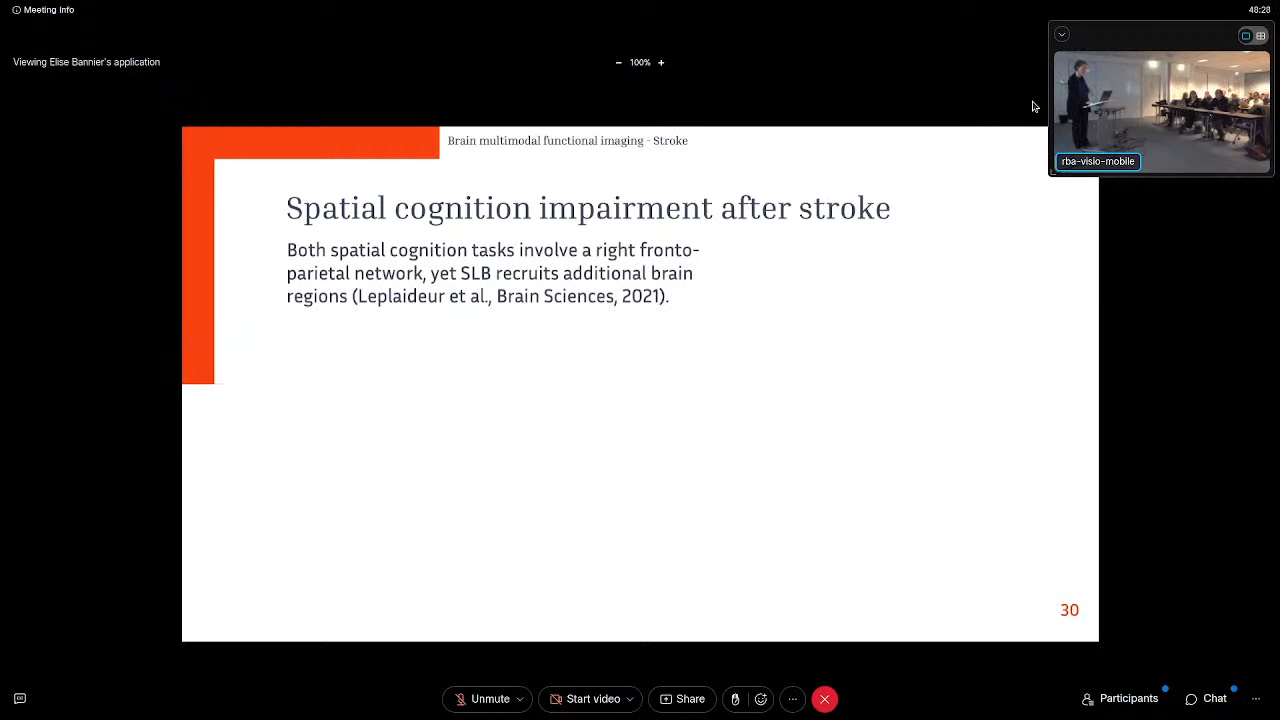 Meeting Info
48:28
Viewing Elise Bannier's application
100%
rba-visio-mobile
Brain multimodal functional imaging - Stroke
Spatial cognition impairment after stroke
Both spatial cognition tasks involve a right fronto-
parietal network, yet SLB recruits additional brain
regions (Leplaideur et al., Brain Sciences, 2021).
30
Unmute
Start video
Share
Participants
Chat